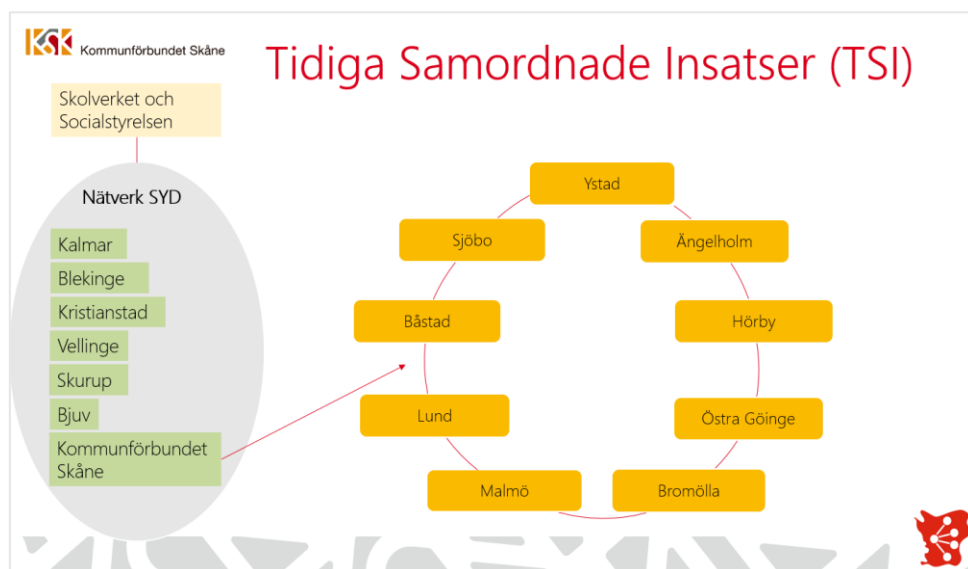 KSK Kommunförbundet Skåne
Tidiga Samordnade Insatser (TSI)
Skolverket och
Socialstyrelsen
Nätverk SYD
Kalmar
Blekinge
Kristianstad
Vellinge
Skurup
Bjuv
Kommunförbundet
Skåne
Ystad
Sjöbo
Ängelholm
Båstad
Hörby
Lund
Östra Göinge
Malmö
Bromölla